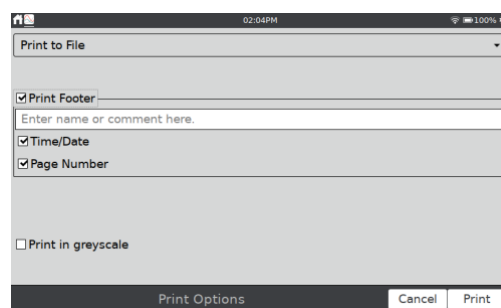 02:04PM 100%
Print to File
Print Footer
Enter name or comment here.
Time/Date
Page Number
Print in greyscale
Print Options Cancel Print